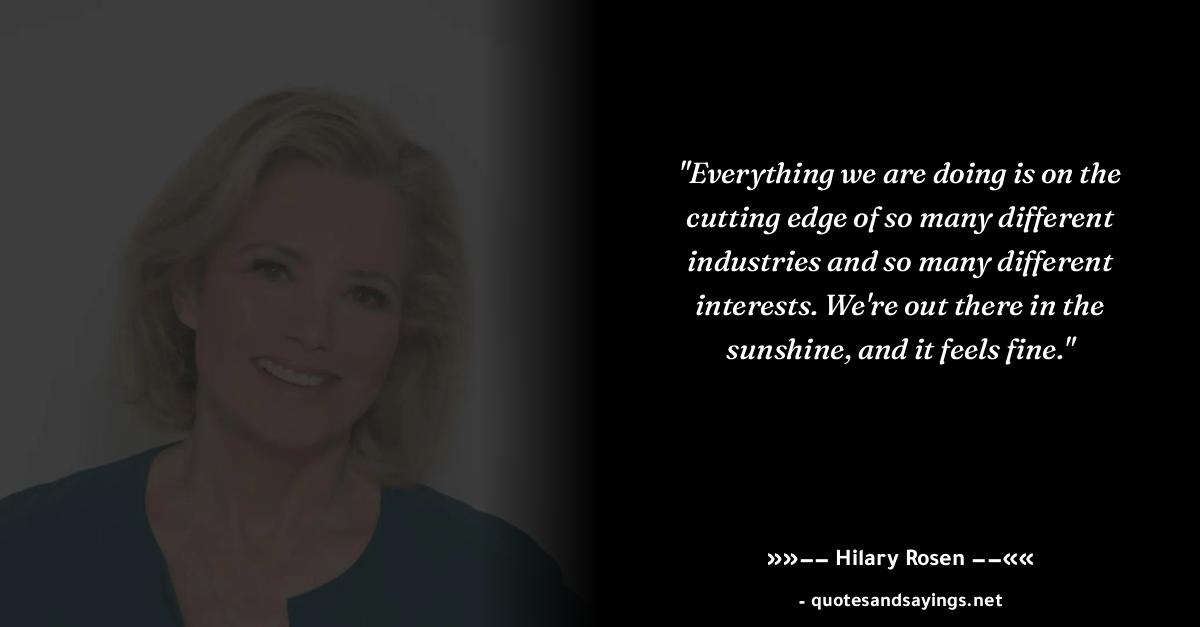 "Everything we are doing is on the
cutting edge of so many different
industries and so many different
interests. We're out there in the
sunshine, and it feels fine."
»»−− Hilary Rosen −−««
- quotesandsayings.net